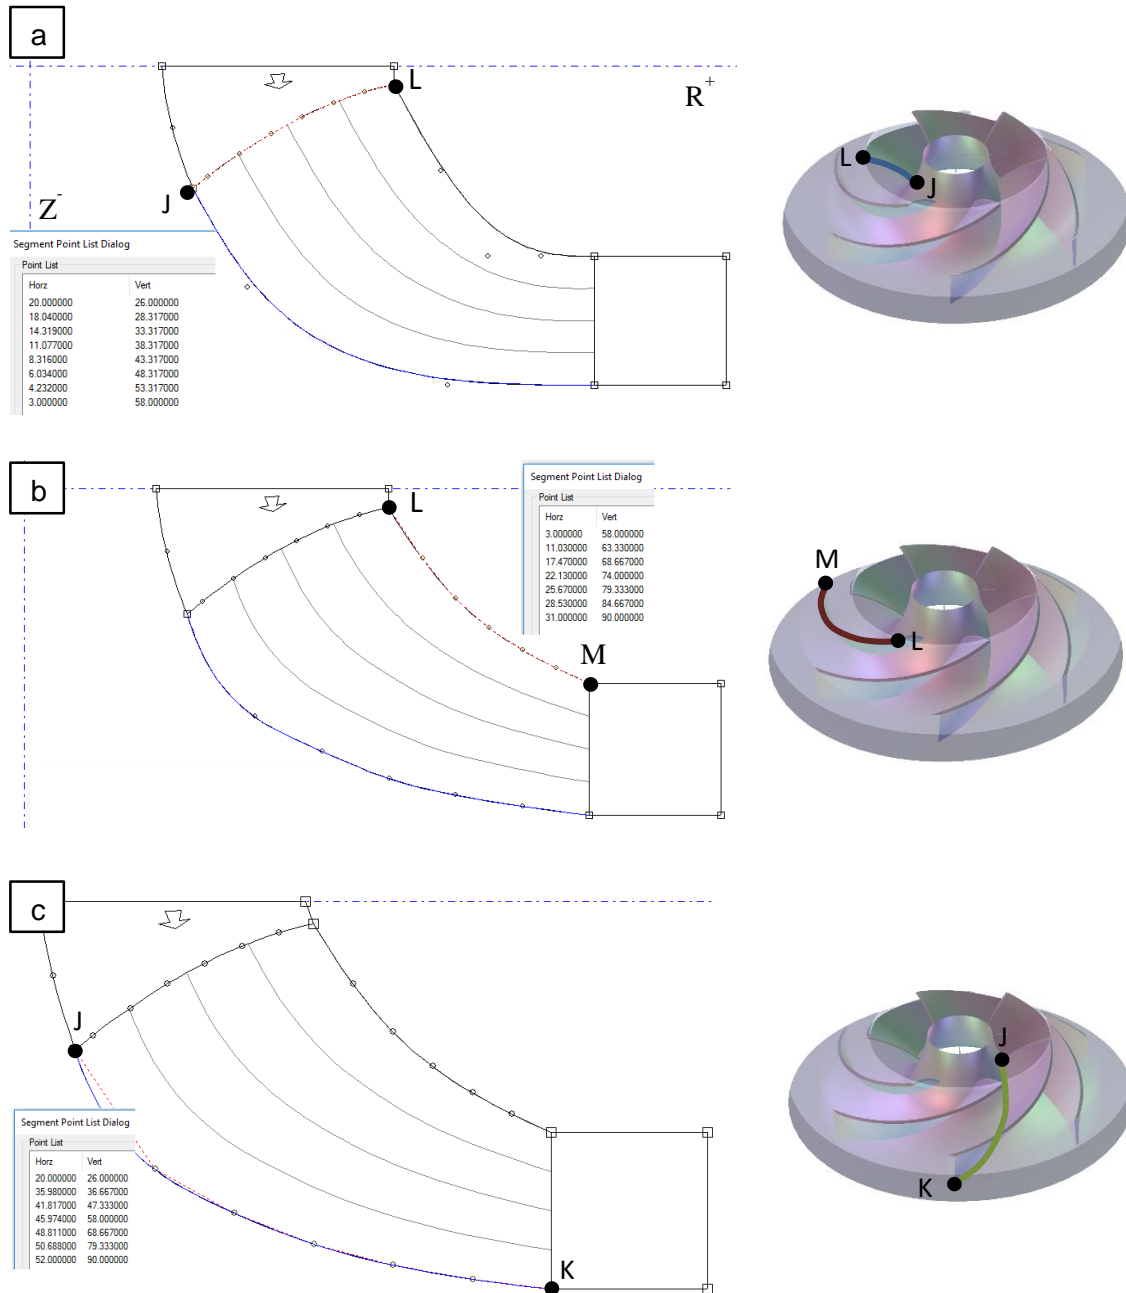 a
L
R+
J
Z-
Segment Point List Dialog
Point List
Horz Vert
20.000000 26.000000
18.040000 28.317000
14.319000 33.317000
11.077000 38.317000
8.316000 43.317000
6.034000 48.317000
4.232000 53.317000
3.000000 58.000000
L
J
b
L
Segment Point List Dialog
Point List
Horz Vert
3.000000 58.000000
11.030000 63.330000
17.470000 68.667000
22.130000 74.000000
25.670000 79.333000
28.530000 84.667000
31.000000 90.000000
M
M
L
c
J
Segment Point List Dialog
Point List
Horz Vert
20.000000 26.000000
35.980000 36.667000
41.817000 47.333000
45.974000 58.000000
48.811000 68.667000
50.688000 79.333000
52.000000 90.000000
K
J
K